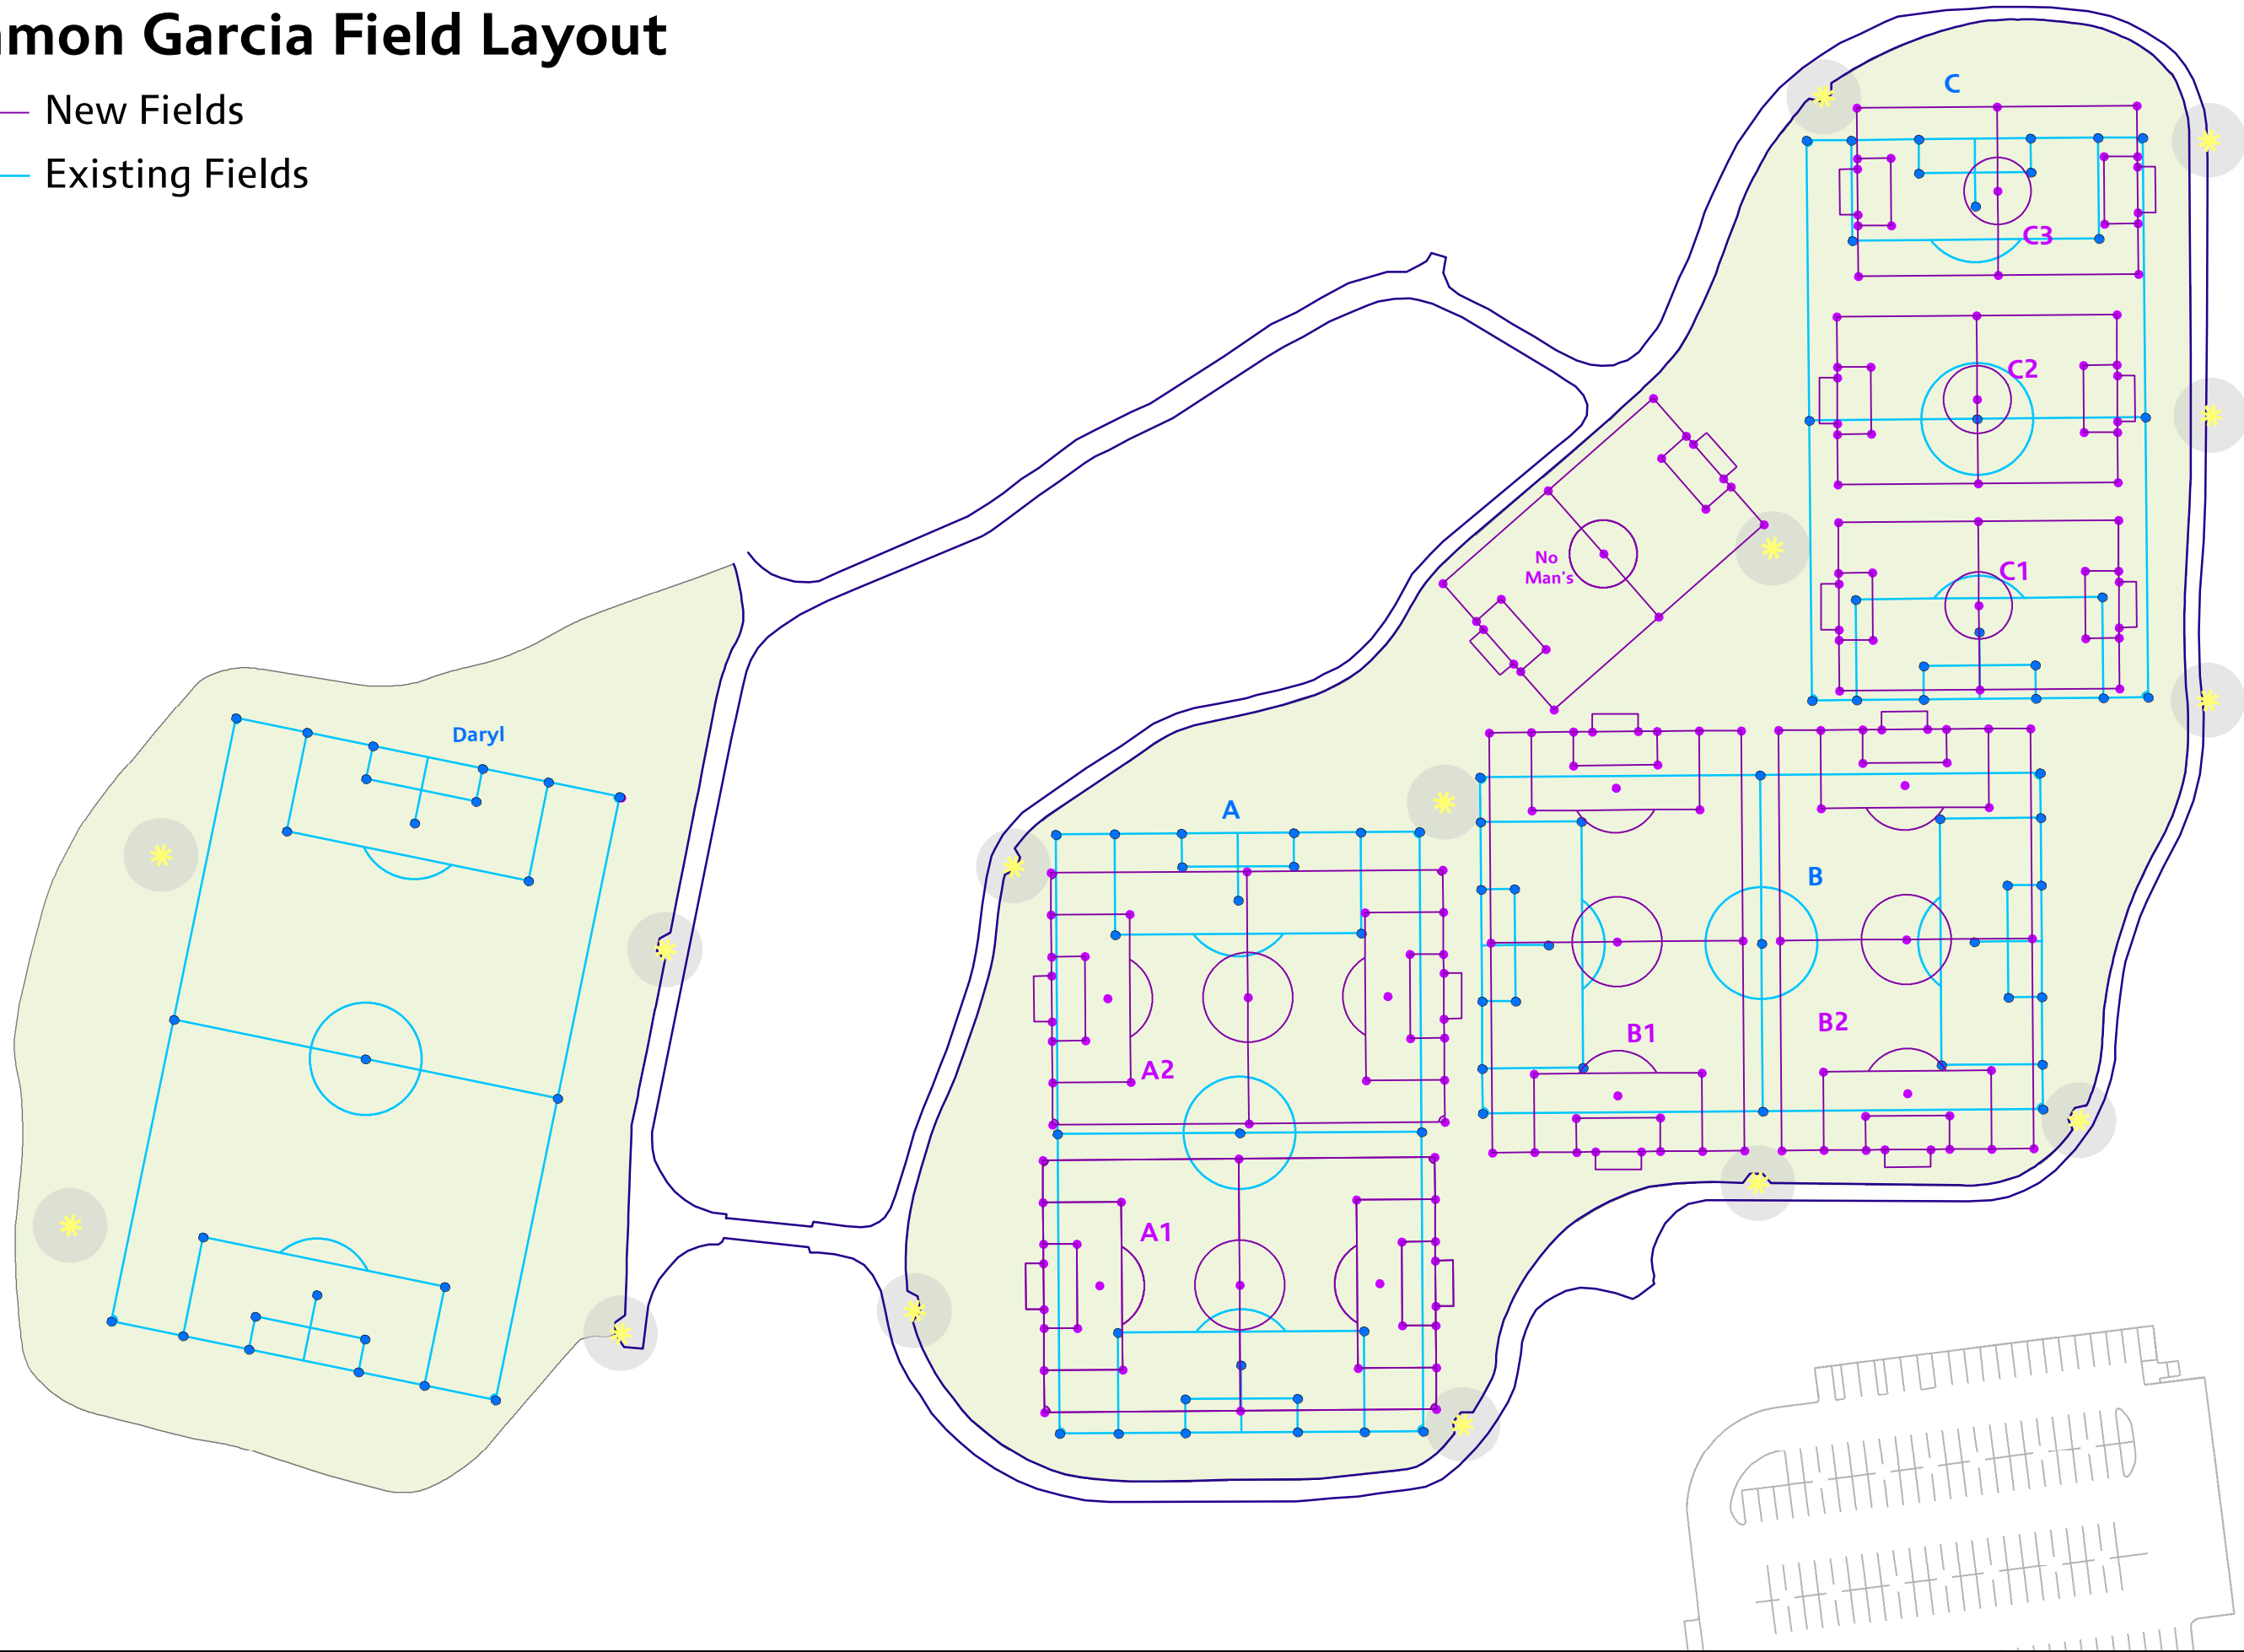 mon Garcia Field Layout
New Fields
Existing Fields
C
C3
C2
No
Man's
C1
Daryl
A
B
B1
B2
A2
A1